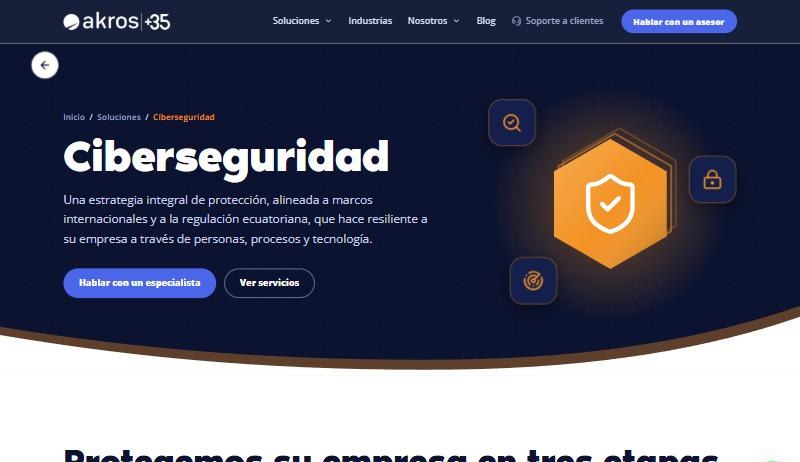 akros +35
Soluciones Industrias Nosotros Blog Soporte a clientes Hablar con un asesor
Inicio / Soluciones / Ciberseguridad
Ciberseguridad
Una estrategia integral de protección, alineada a marcos
internacionales y a la regulación ecuatoriana, que hace resiliente a
su empresa a través de personas, procesos y tecnología.
Hablar con un especialista Ver servicios
Protegemos su empresa en tres etapas